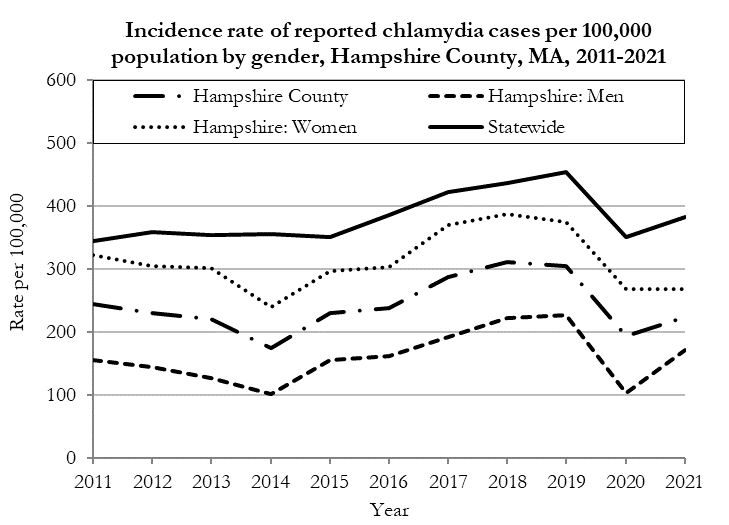 Incidence rate of reported chlamydia cases per 100,000
population by gender, Hampshire County, MA, 2011-2021
600
Hampshire County
Hampshire: Men
Hampshire: Women
Statewide
500
400
300
200
100
0
Rate per 100,000
2011 2012 2013 2014 2015 2016 2017 2018 2019 2020 2021
Year